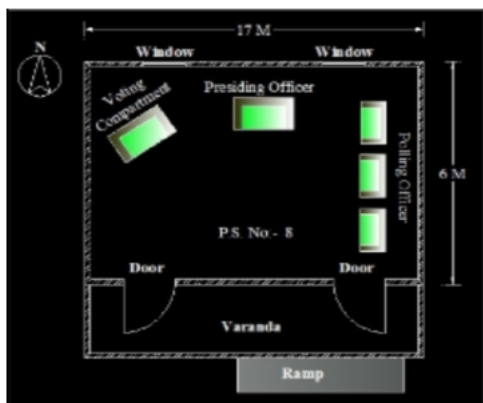 17 M
N
Window
Window
Voting
Compartment
Presiding Officer
Polling Officer
6 M
P.S. No:- 8
Door
Door
Varanda
Ramp